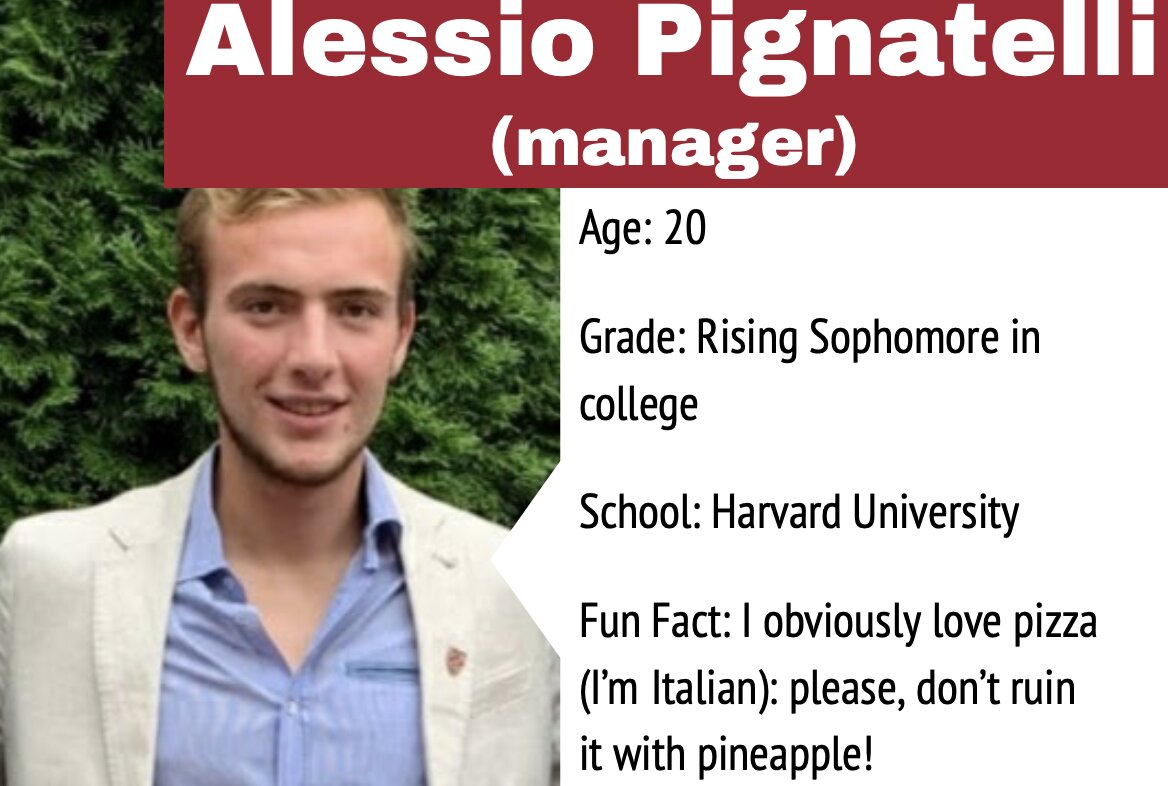 Alessio Pignatelli
(manager)
Age: 20
Grade: Rising Sophomore in
college
School: Harvard University
Fun Fact: I obviously love pizza
(I’m Italian): please, don’t ruin
it with pineapple!